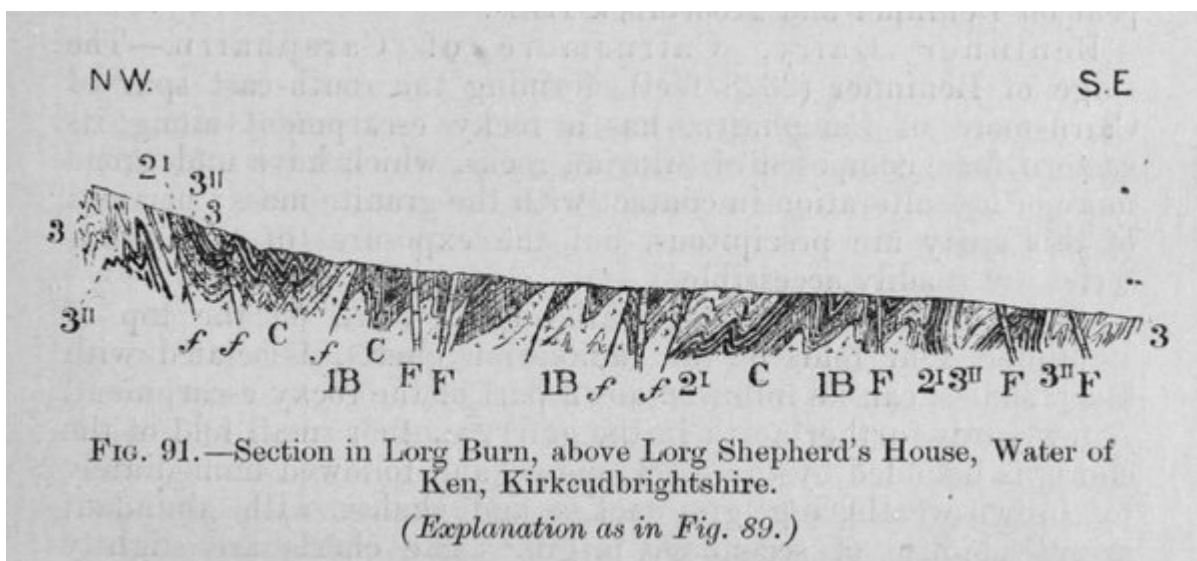 NW. S.E
2I 3II
3
3
3II 3
f f C f C F F 1B f f 2I C 1B F 2I 3II F 3II F
1B
FIG. 91.—Section in Lorg Burn, above Lorg Shepherd's House, Water of
Ken, Kirkcudbrightshire.
(Explanation as in Fig. 89.)